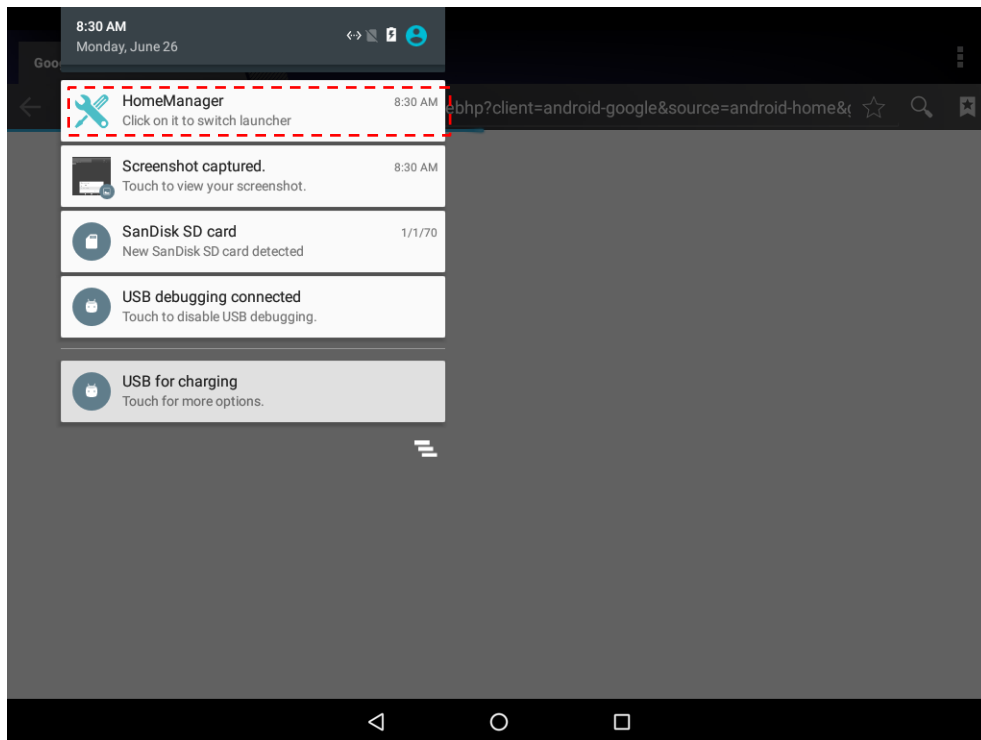 8:30 AM
Monday, June 26
Goo
ebhp?client=android-google&source=android-home&
HomeManager
8:30 AM
Click on it to switch launcher
Screenshot captured.
8:30 AM
Touch to view your screenshot.
SanDisk SD card
1/1/70
New SanDisk SD card detected
USB debugging connected
Touch to disable USB debugging.
USB for charging
Touch for more options.